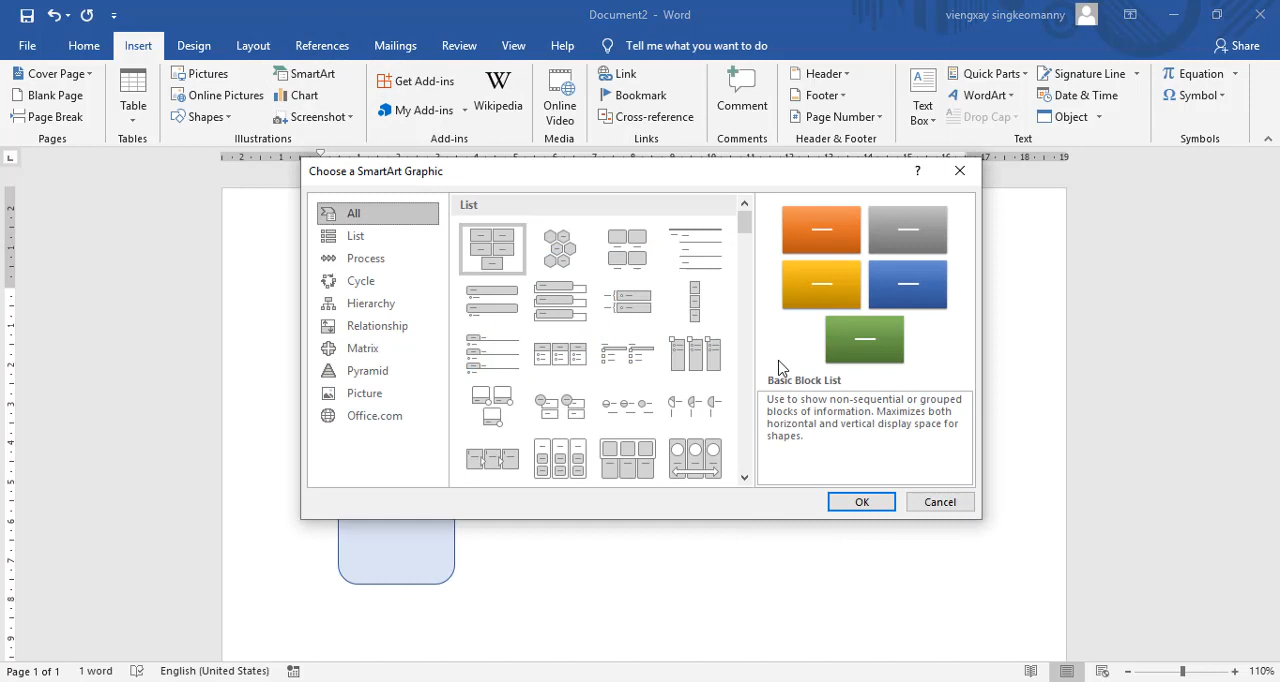 Document2 - Word
viengxay singkeomanny
File Home Insert Design Layout References Mailings Review View Help Tell me what you want to do Share
Cover Page
Blank Page
Page Break
Pages
Table
Tables
Pictures
Online Pictures
Shapes
SmartArt
Chart
Screenshot
Illustrations
Get Add-ins
My Add-ins
Wikipedia
Add-ins
Online
Video
Media
Link
Bookmark
Cross-reference
Links
Comment
Comments
Header
Footer
Page Number
Header & Footer
Text
Box
Quick Parts
WordArt
Drop Cap
Signature Line
Date & Time
Object
Text
Equation
Symbol
Symbols
Choose a SmartArt Graphic
All
List
Process
Cycle
Hierarchy
Relationship
Matrix
Pyramid
Picture
Office.com
List
Basic Block List
Use to show non-sequential or grouped
blocks of information. Maximizes both
horizontal and vertical display space for
shapes.
OK Cancel
Page 1 of 1 1 word English (United States) 110%